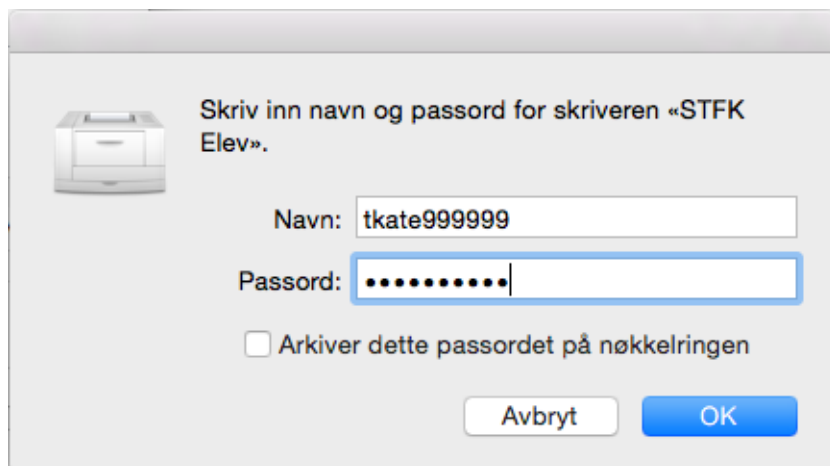 Skriv inn navn og passord for skriveren «STFK
Elev».
Navn: tkate999999
Passord: ••••••••••
Arkiver dette passordet på nøkkelringen
Avbryt OK